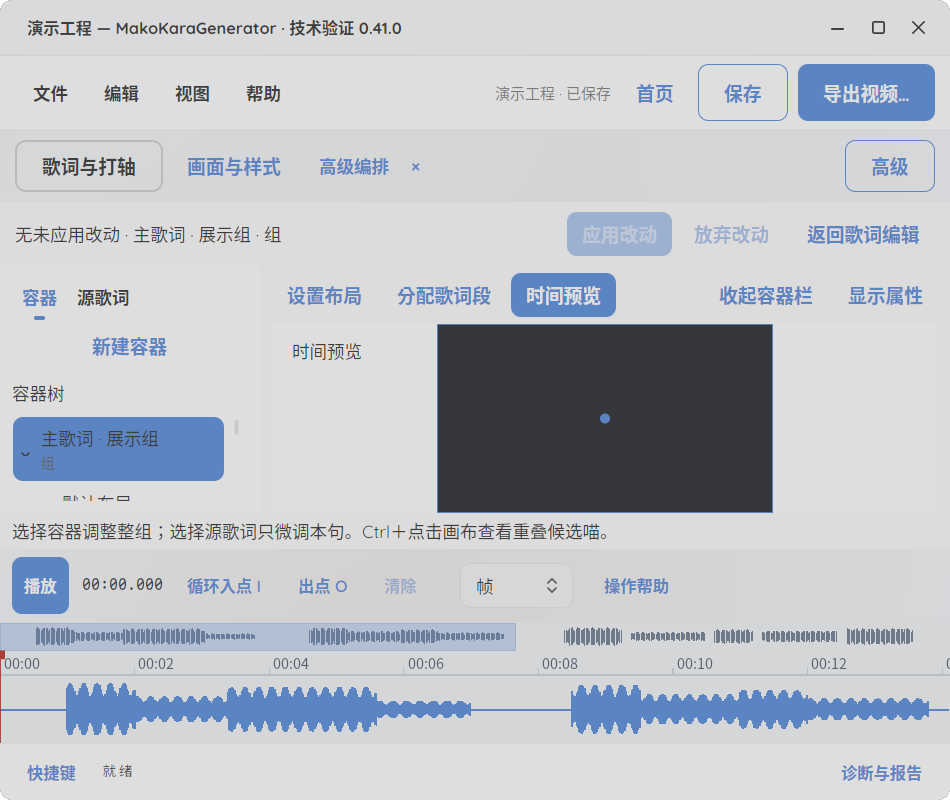 演示工程 — MakoKaraGenerator · 技术验证 0.41.0
文件 编辑 视图 帮助 演示工程 · 已保存 首页 保存 导出视频…
歌词与打轴 画面与样式 高级编排 × 高级
无未应用改动 · 主歌词 · 展示组 · 组 应用改动 放弃改动 返回歌词编辑
容器 源歌词 设置布局 分配歌词段 时间预览 收起容器栏 显示属性
新建容器
时间预览
容器树
主歌词 · 展示组
组
默认布局
选择容器调整整组；选择源歌词只微调本句。Ctrl＋点击画布查看重叠候选喵。
播放 00:00.000 循环入点 I 出点 O 清除 帧 操作帮助
00:00 00:02 00:04 00:06 00:08 00:10 00:12
快捷键 就绪 诊断与报告